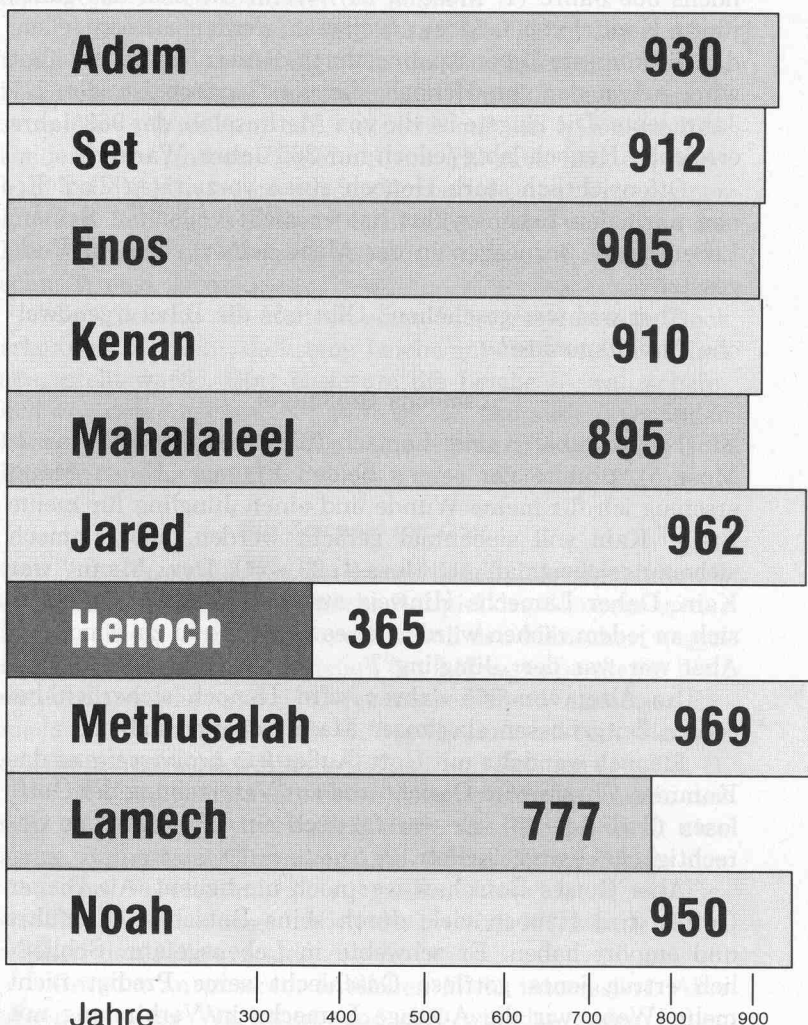 Adam 930
Set 912
Enos 905
Kenan 910
Mahalaleel 895
Jared 962
Henoch 365
Methusalah 969
Lamech 777
Noah 950
Jahre 300 400 500 600 700 800 900